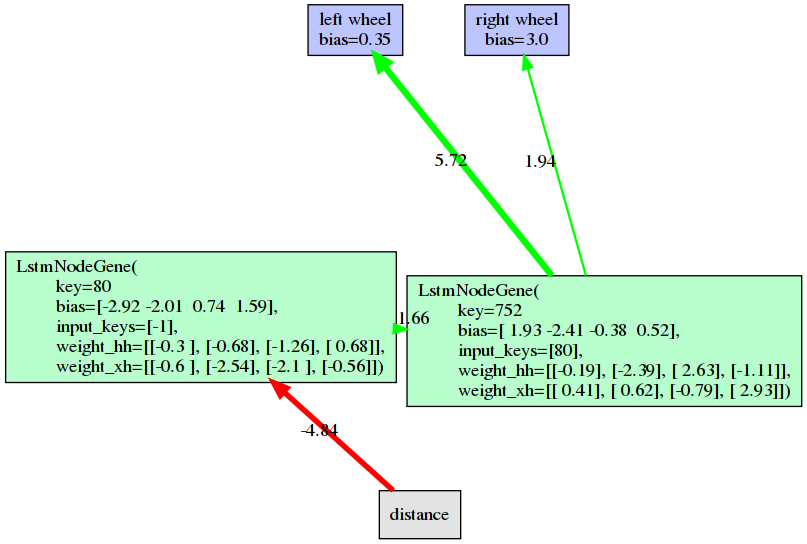 left wheel
bias=0.35
right wheel
bias=3.0
5.72
1.94
LstmNodeGene(
key=80
bias=[-2.92 -2.01  0.74  1.59],
input_keys=[-1],
weight_hh=[[-0.3 ], [-0.68], [-1.26], [ 0.68]],
weight_xh=[[-0.6 ], [-2.54], [-2.1 ], [-0.56]])
1.66
LstmNodeGene(
key=752
bias=[ 1.93 -2.41 -0.38  0.52],
input_keys=[80],
weight_hh=[[-0.19], [-2.39], [ 2.63], [-1.11]],
weight_xh=[[ 0.41], [ 0.62], [-0.79], [ 2.93]])
-4.84
distance